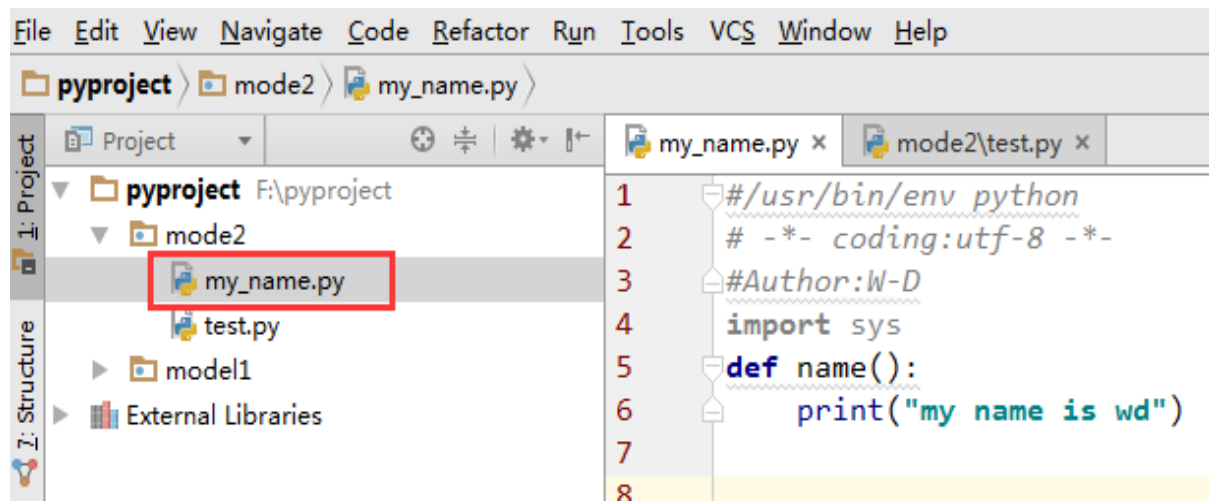 File Edit View Navigate Code Refactor Run Tools VCS Window Help
pyproject mode2 my_name.py
1: Project
7: Structure
Project
pyproject F:\pyproject
mode2
my_name.py
test.py
model1
External Libraries
my_name.py × mode2\test.py ×
1 #/usr/bin/env python
2 # -*- coding:utf-8 -*-
3 #Author:W-D
4 import sys
5 def name():
6 print("my name is wd")
7
8